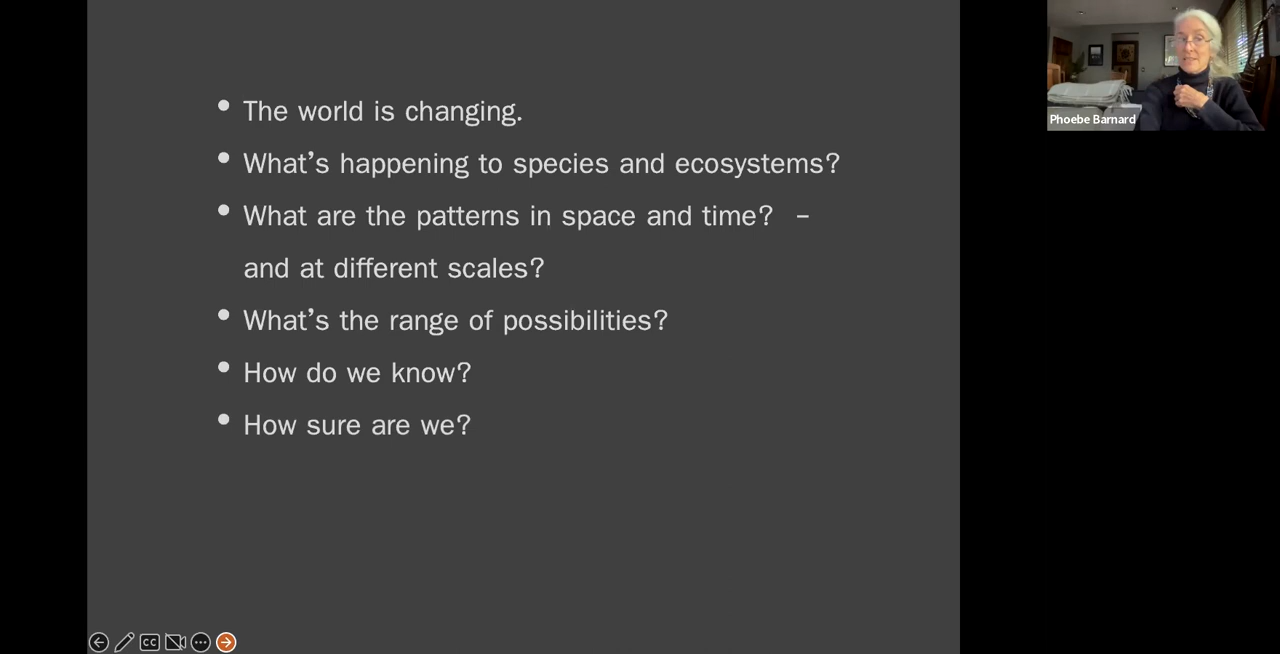 • The world is changing.
• What’s happening to species and ecosystems?
• What are the patterns in space and time? –
and at different scales?
• What’s the range of possibilities?
• How do we know?
• How sure are we?
Phoebe Barnard
CC